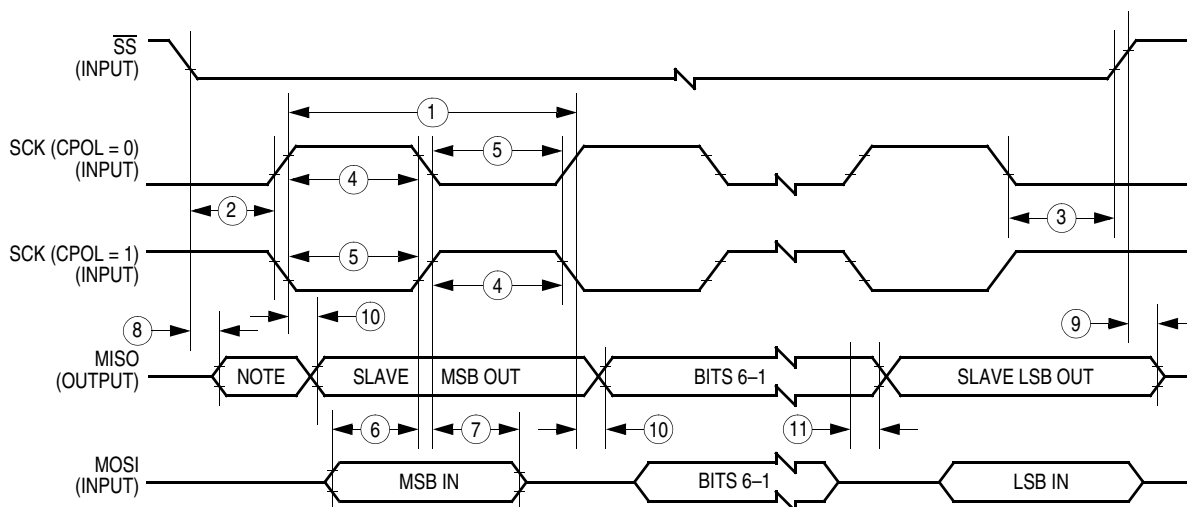 SS
(INPUT)
1
SCK (CPOL = 0)
(INPUT)
5
4
2
3
SCK (CPOL = 1)
(INPUT)
5
4
8
10
9
MISO
(OUTPUT)
NOTE
SLAVE MSB OUT
BITS 6–1
SLAVE LSB OUT
6
7
10
11
MOSI
(INPUT)
MSB IN
BITS 6–1
LSB IN